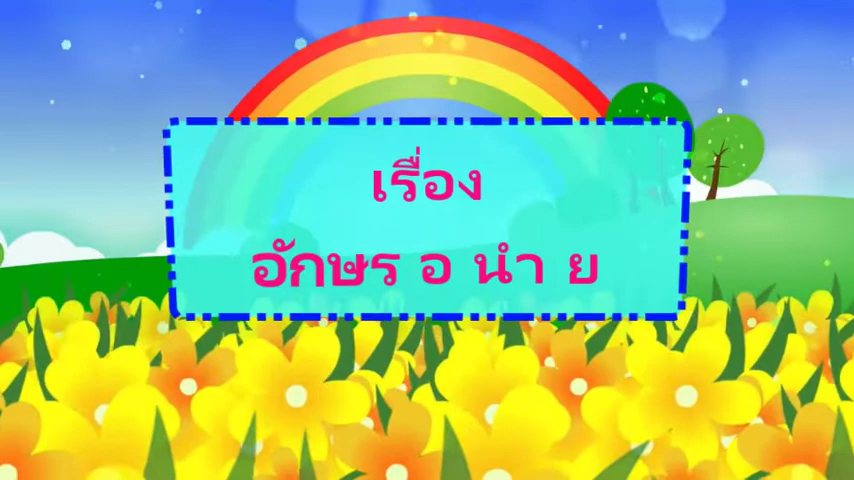 เรื่อง
อักษร อ นำ ย